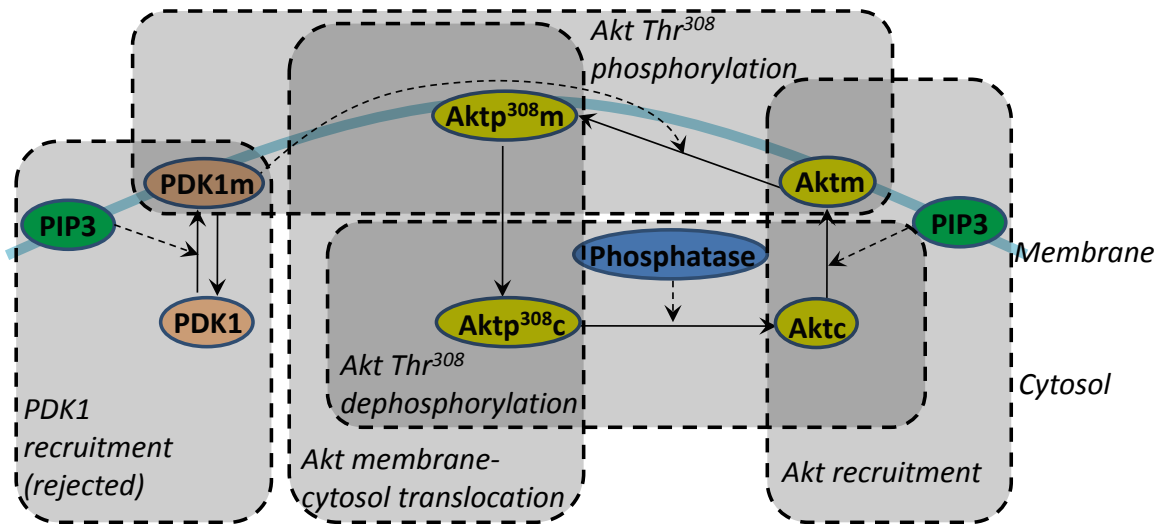 Akt Thr³⁰⁸
phosphorylation
Aktp³⁰⁸m
PDK1m
Aktm
PIP3
PIP3
Membrane
Phosphatase
PDK1
Aktp³⁰⁸c
Aktc
Akt Thr³⁰⁸
dephosphorylation
Cytosol
PDK1
recruitment
(rejected)
Akt membrane-
cytosol translocation
Akt recruitment